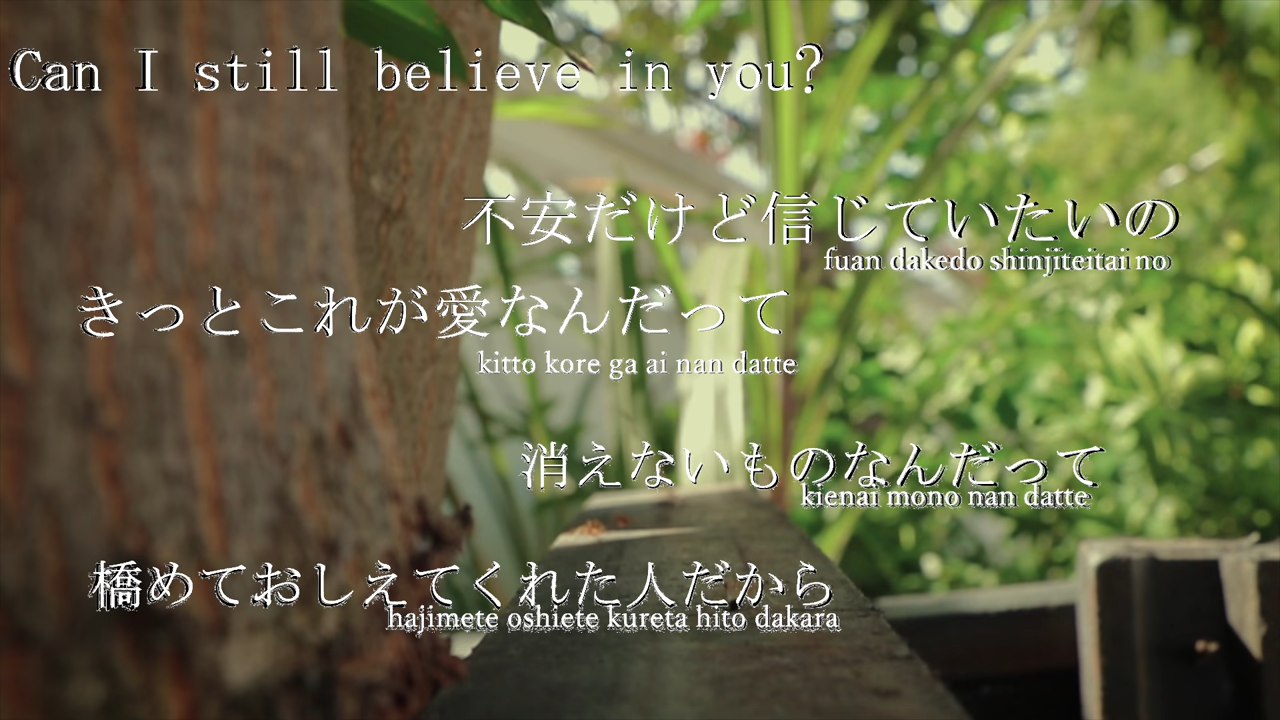 Can I still believe in you?
不安だけど信じていたいの
fuan dakedo shinjiteitai no
きっとこれが愛なんだって
kitto kore ga ai nan datte
消えないものなんだって
kienai mono nan datte
橋めておしえてくれた人だから
hajimete oshiete kureta hito dakara